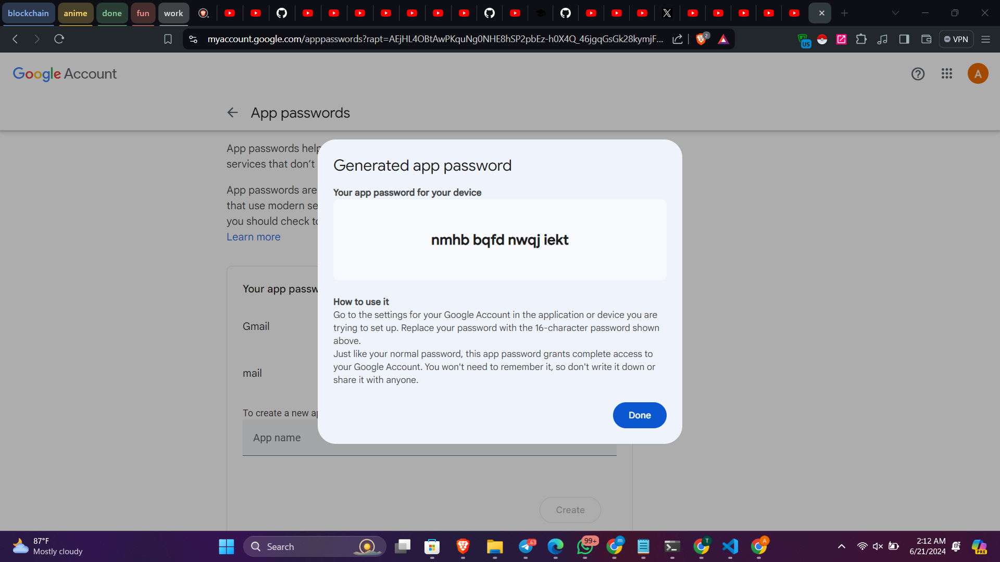 blockchain anime done fun work
myaccount.google.com/apppasswords?rapt=AEjHL4OBtAwPKquNg0NHE8hSP2pbEz-h0X4Q_46jgqGsGk28kymjF... 2 US VPN
Google Account A
App passwords
App passwords help
services that don't
App passwords are
that use modern se
you should check to
Learn more
Your app passw
Gmail
mail
To create a new ap
App name
Create
Generated app password
Your app password for your device
nmhb bqfd nwqj iekt
How to use it
Go to the settings for your Google Account in the application or device you are
trying to set up. Replace your password with the 16-character password shown
above.
Just like your normal password, this app password grants complete access to
your Google Account. You won't need to remember it, so don't write it down or
share it with anyone.
Done
87°F
Mostly cloudy
Search
63 99+ m T A
2:12 AM
6/21/2024
PRE